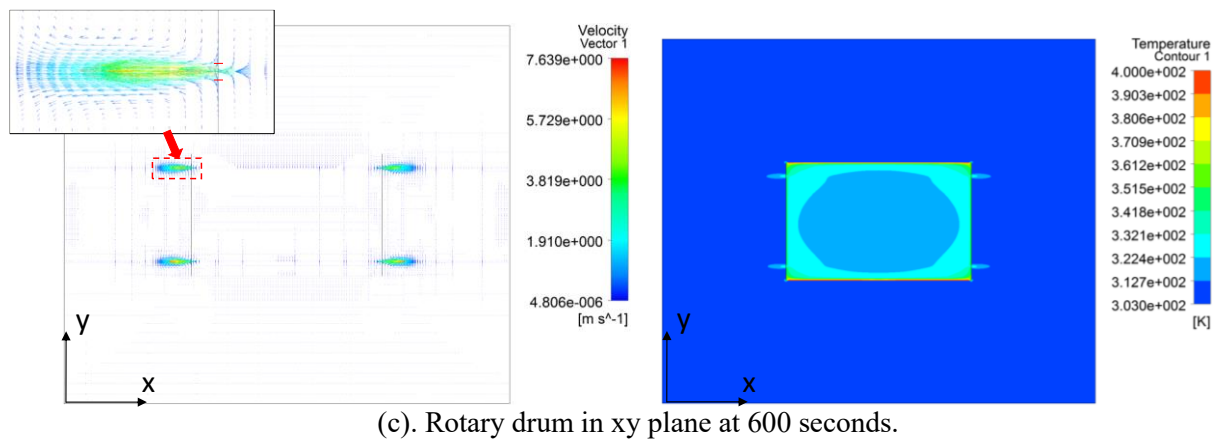 Velocity
Vector 1
7.639e+000
5.729e+000
3.819e+000
1.910e+000
4.806e-006
[m s^-1]
y
x
Temperature
Contour 1
4.000e+002
3.903e+002
3.806e+002
3.709e+002
3.612e+002
3.515e+002
3.418e+002
3.321e+002
3.224e+002
3.127e+002
3.030e+002
[K]
y
x
(c). Rotary drum in xy plane at 600 seconds.